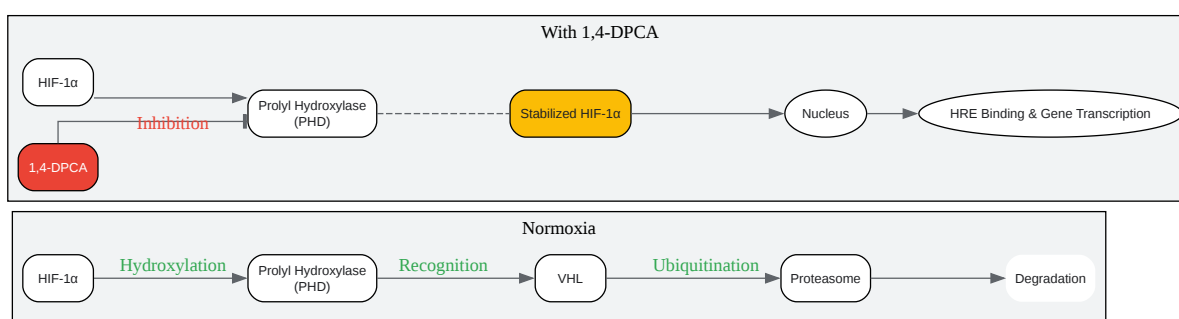 With 1,4-DPCA
HIF-1α
Prolyl Hydroxylase
(PHD)
Stabilized HIF-1α
Nucleus
HRE Binding & Gene Transcription
Inhibition
1,4-DPCA
Normoxia
HIF-1α
Hydroxylation
Prolyl Hydroxylase
(PHD)
Recognition
VHL
Ubiquitination
Proteasome
Degradation